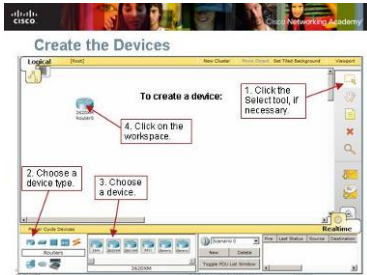 cisco.
Cisco Networking Academy
Create the Devices
Logical
[Root]
New Cluster
Move Object
Set Tiled Background
Viewport
To create a device:
1. Click the
Select tool, if
necessary.
Router0
4. Click on the
workspace.
2. Choose a
device type.
3. Choose
a device.
Realtime
Routers
Scenario 0
New
Delete
Toggle PDU List Window
Fire
Last Status
Source
Destination
2620XM